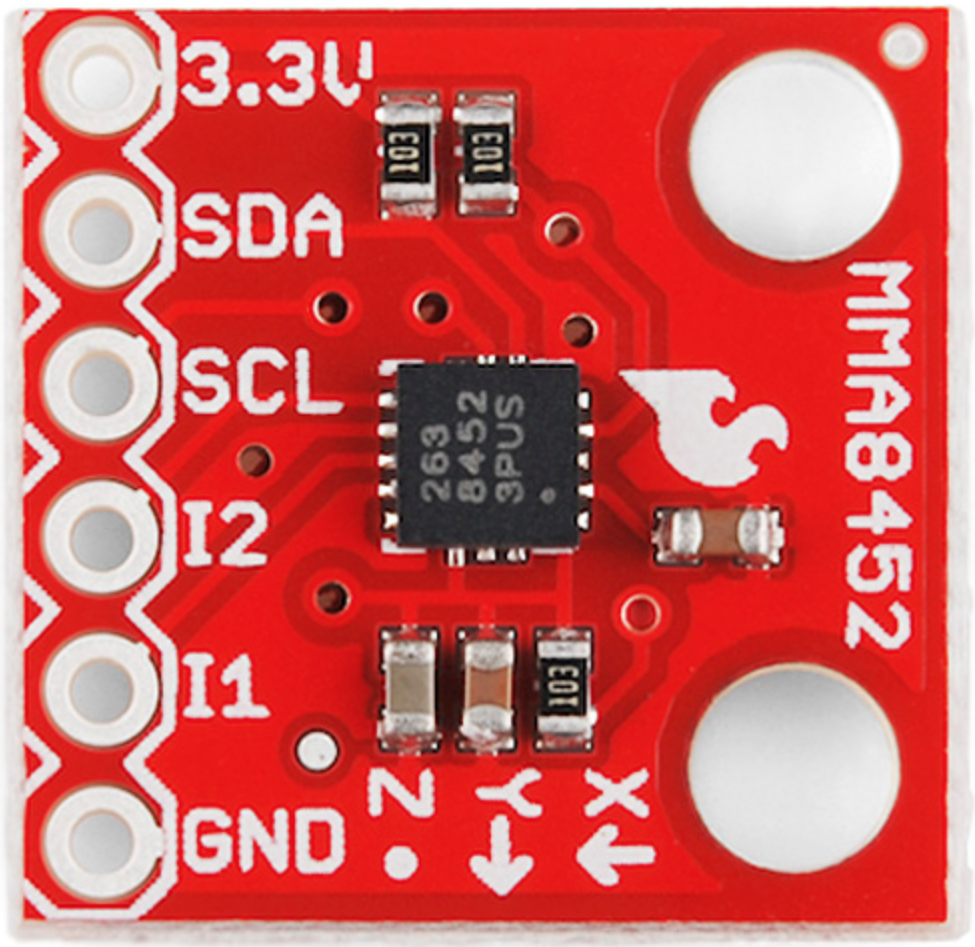 3.3V
103
103
SDA
MMA8452
SCL
263
8452
3PUS
I2
I1
103
Z
Y
X
GND